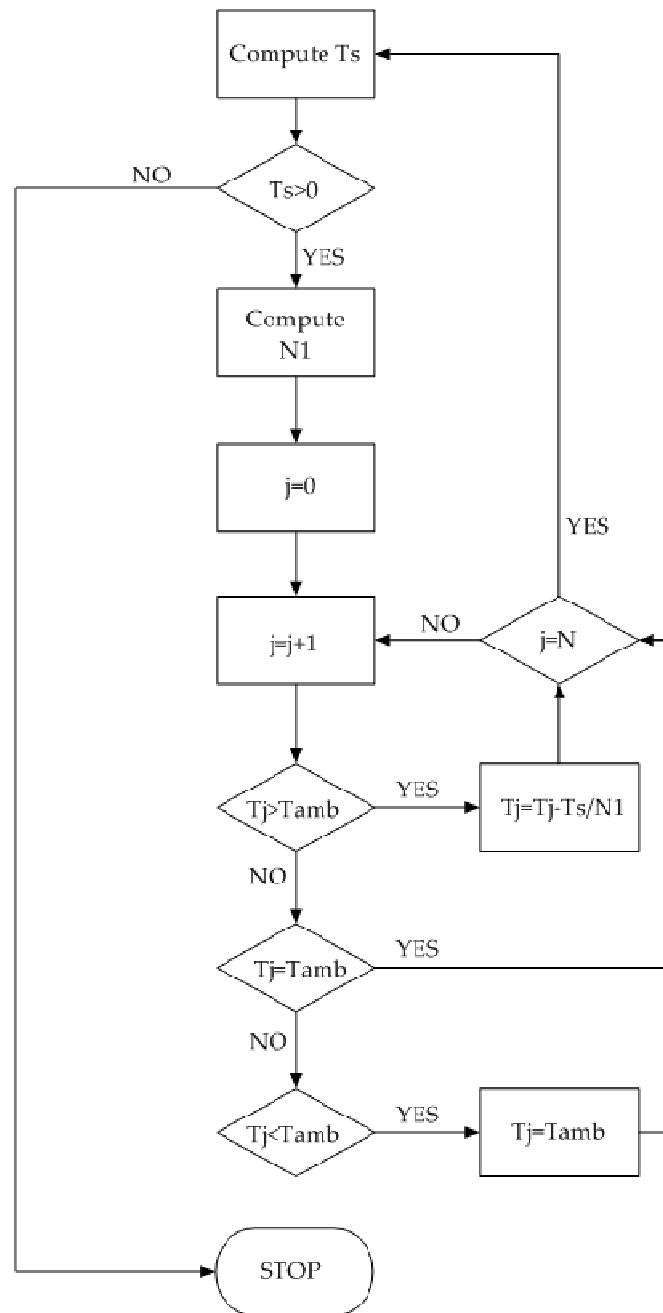 Compute Ts
NO
Ts>0
YES
Compute
N1
j=0
YES
j=j+1
NO
j=N
Tj>Tamb
YES
Tj=Tj-Ts/N1
NO
Tj=Tamb
YES
NO
Tj<Tamb
YES
Tj=Tamb
STOP